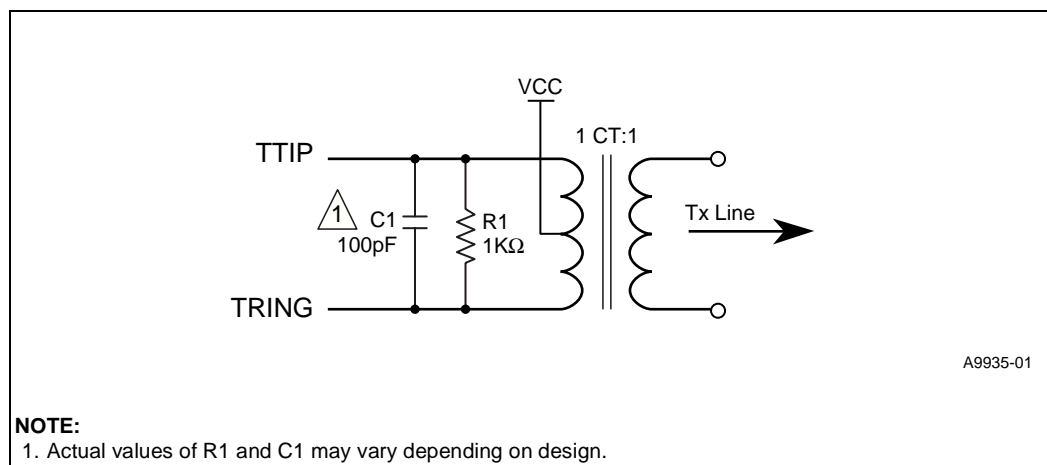 VCC
1 CT:1
TTIP
1
C1
100pF
R1
1KΩ
Tx Line
TRING
A9935-01
NOTE:
1. Actual values of R1 and C1 may vary depending on design.